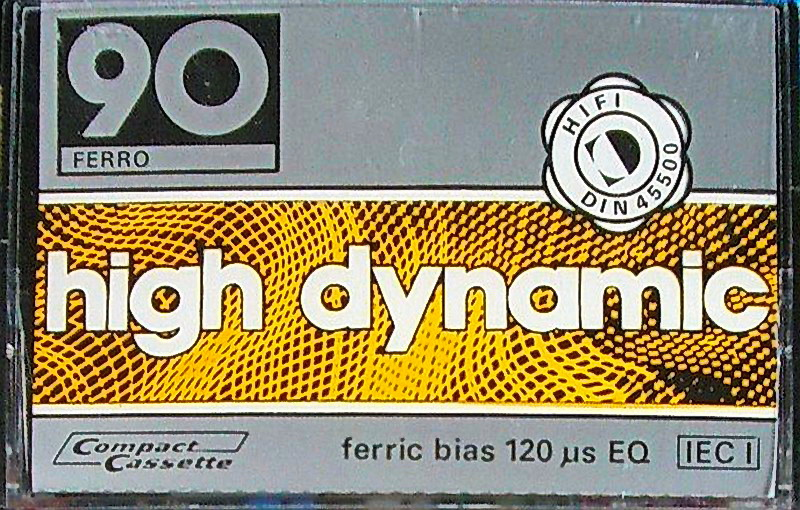 90
FERRO
HIFI
DIN 45500
high dynamic
Compact
Cassette
ferric bias 120 µs EQ IEC I